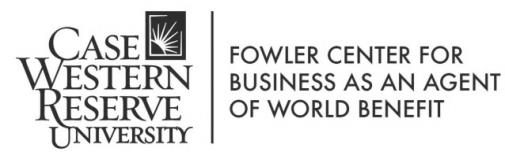 CASE
WESTERN
RESERVE
UNIVERSITY
FOWLER CENTER FOR
BUSINESS AS AN AGENT
OF WORLD BENEFIT